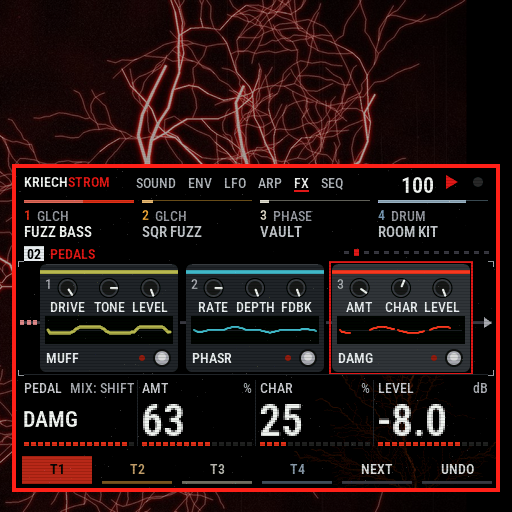 KRIECHSTROM SOUND ENV LFO ARP FX SEQ 100
1 GLCH 2 GLCH 3 PHASE 4 DRUM
FUZZ BASS SQR FUZZ VAULT ROOM KIT
02 PEDALS
1 2 3
DRIVE TONE LEVEL RATE DEPTH FDBK AMT CHAR LEVEL
MUFF PHASR DAMG
PEDAL MIX: SHIFT AMT % CHAR % LEVEL dB
DAMG 63 25 -8.0
T1 T2 T3 T4 NEXT UNDO